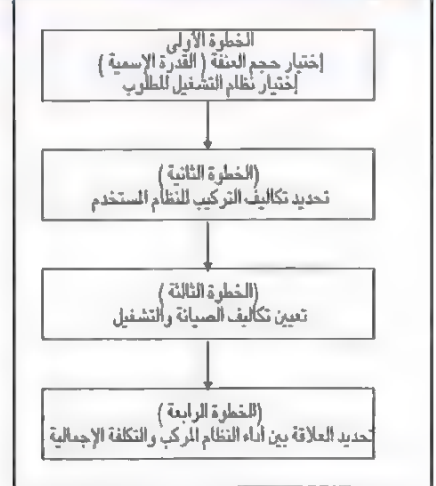 الخطوة الأولى
إختيار حجم العنفة ( القدرة الإسمية )
إختيار نظام التشغيل المطلوب
(الخطوة الثانية )
تحديد تكاليف التركيب للنظام المستخدم
(الخطوة الثالثة )
تعيين تكاليف الصيانة والتشغيل
(الخطوة الرابعة )
تحديد العلاقة بين أداء النظام المركب والتكلفة الإجمالية